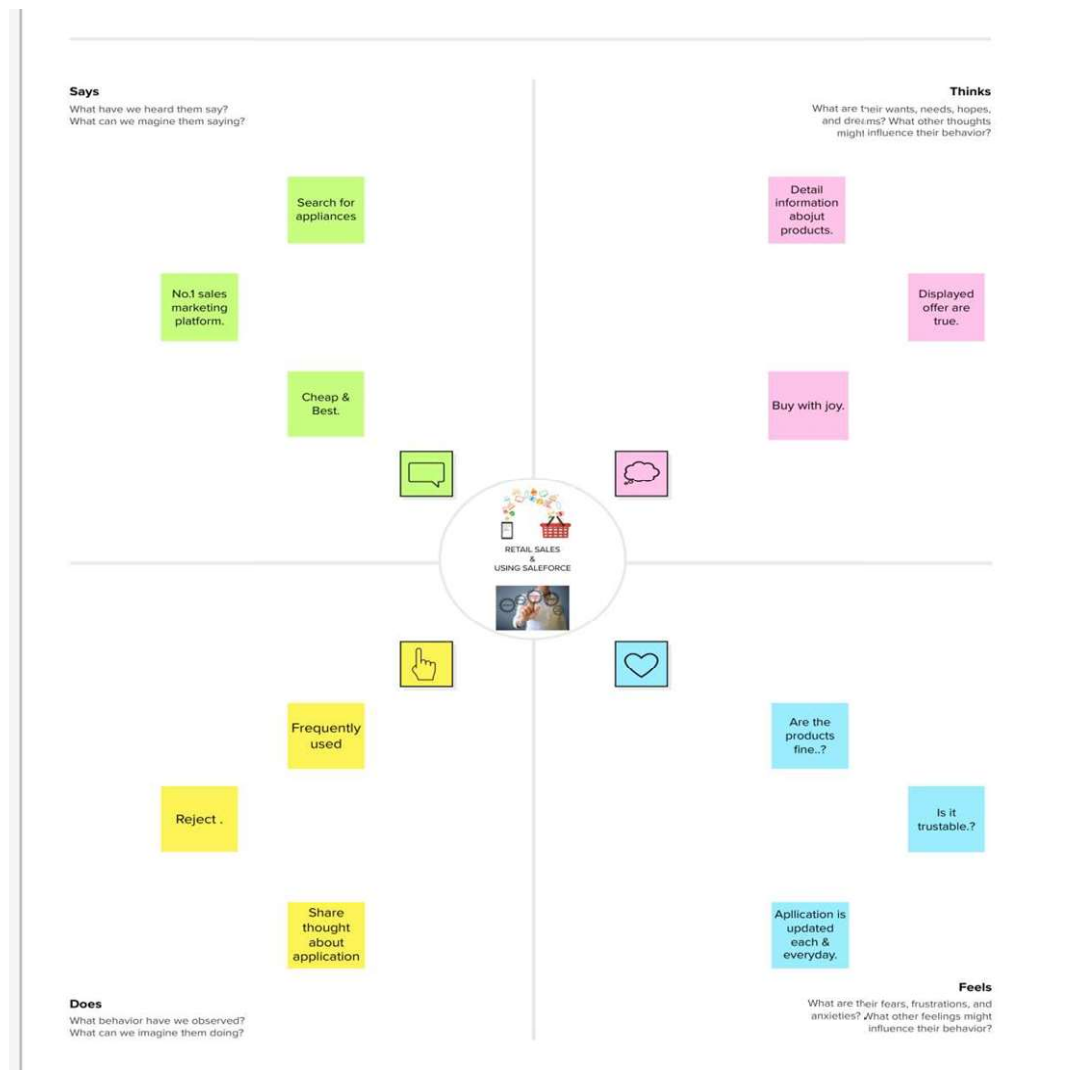 Says
What have we heard them say?
What can we magine them saying?
Thinks
What are their wants, needs, hopes,
and dreams? What other thoughts
might influence their behavior?
Search for
appliances
No.1 sales
marketing
platform.
Cheap &
Best.
Detail
information
abojut
products.
Displayed
offer are
true.
Buy with joy.
RETAIL SALES
&
USING SALEFORCE
Frequently
used
Reject .
Share
thought
about
application
Are the
products
fine..?
Is it
trustable.?
Apllication is
updated
each &
everyday.
Does
What behavior have we observed?
What can we imagine them doing?
Feels
What are their fears, frustrations, and
anxieties? What other feelings might
influence their behavior?